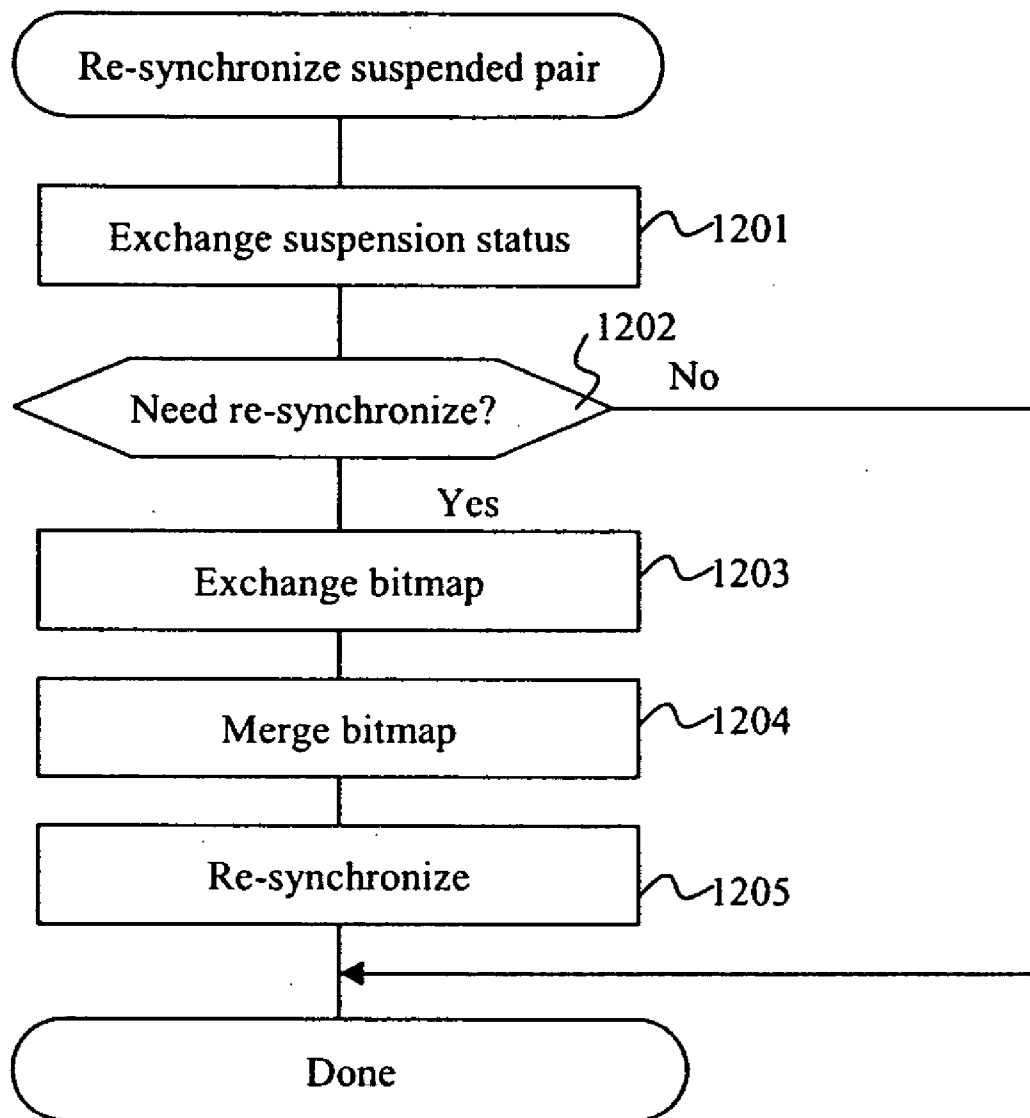 Re-synchronize suspended pair
Exchange suspension status
1201
1202
Need re-synchronize?
No
Yes
Exchange bitmap
1203
Merge bitmap
1204
Re-synchronize
1205
Done